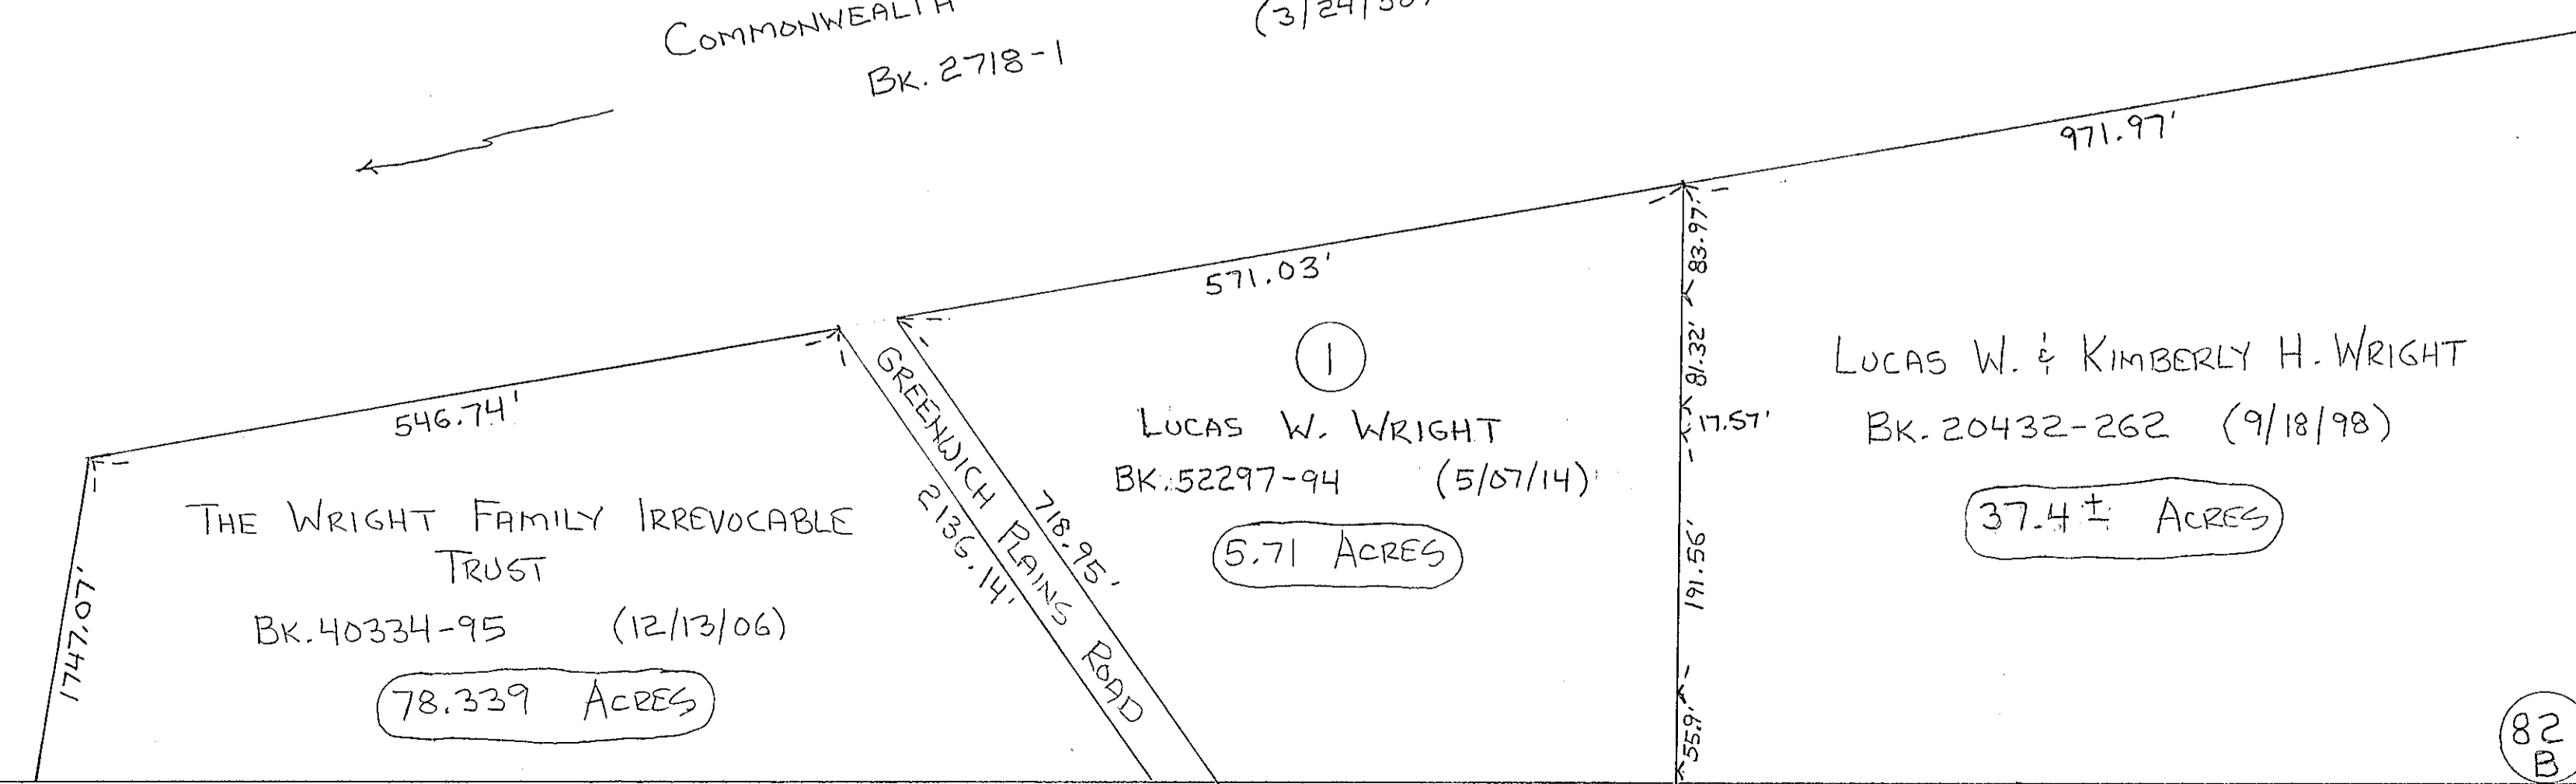 COMMONWEALTH
BK. 2718-1
971.97'
571.03'
546.74'
83.97'
81.32'
17.57'
191.56'
55.9'
1
LUCAS W. WRIGHT
BK. 52297-94 (5/07/14)
5.71 ACRES
LUCAS W. & KIMBERLY H. WRIGHT
BK. 20432-262 (9/18/98)
37.4± ACRES
GREENWICH PLAINS ROAD
718.95'
2136.14'
THE WRIGHT FAMILY IRREVOCABLE
TRUST
BK. 40334-95 (12/13/06)
78.339 ACRES
1747.07'
82
B